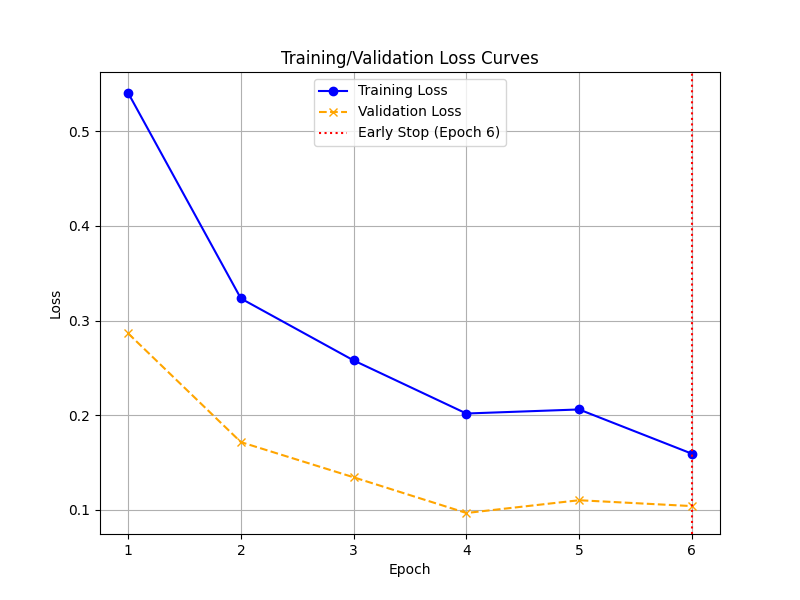 Training/Validation Loss Curves
Training Loss
Validation Loss
Early Stop (Epoch 6)
0.5
0.4
0.3
0.2
0.1
Loss
1 2 3 4 5 6
Epoch